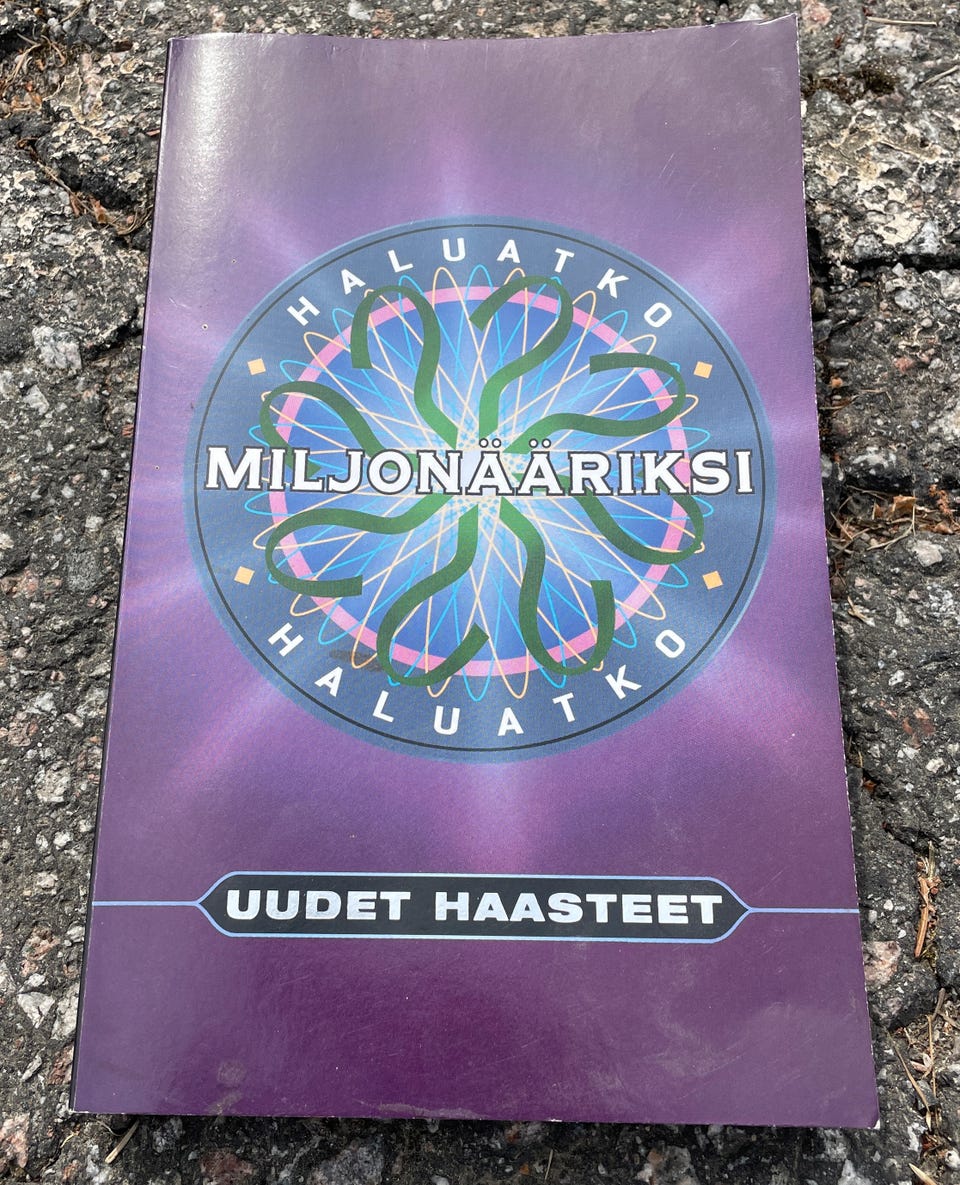 HALUATKO
MILJONÄÄRIKSI
HALUATKO
UUDET HAASTEET